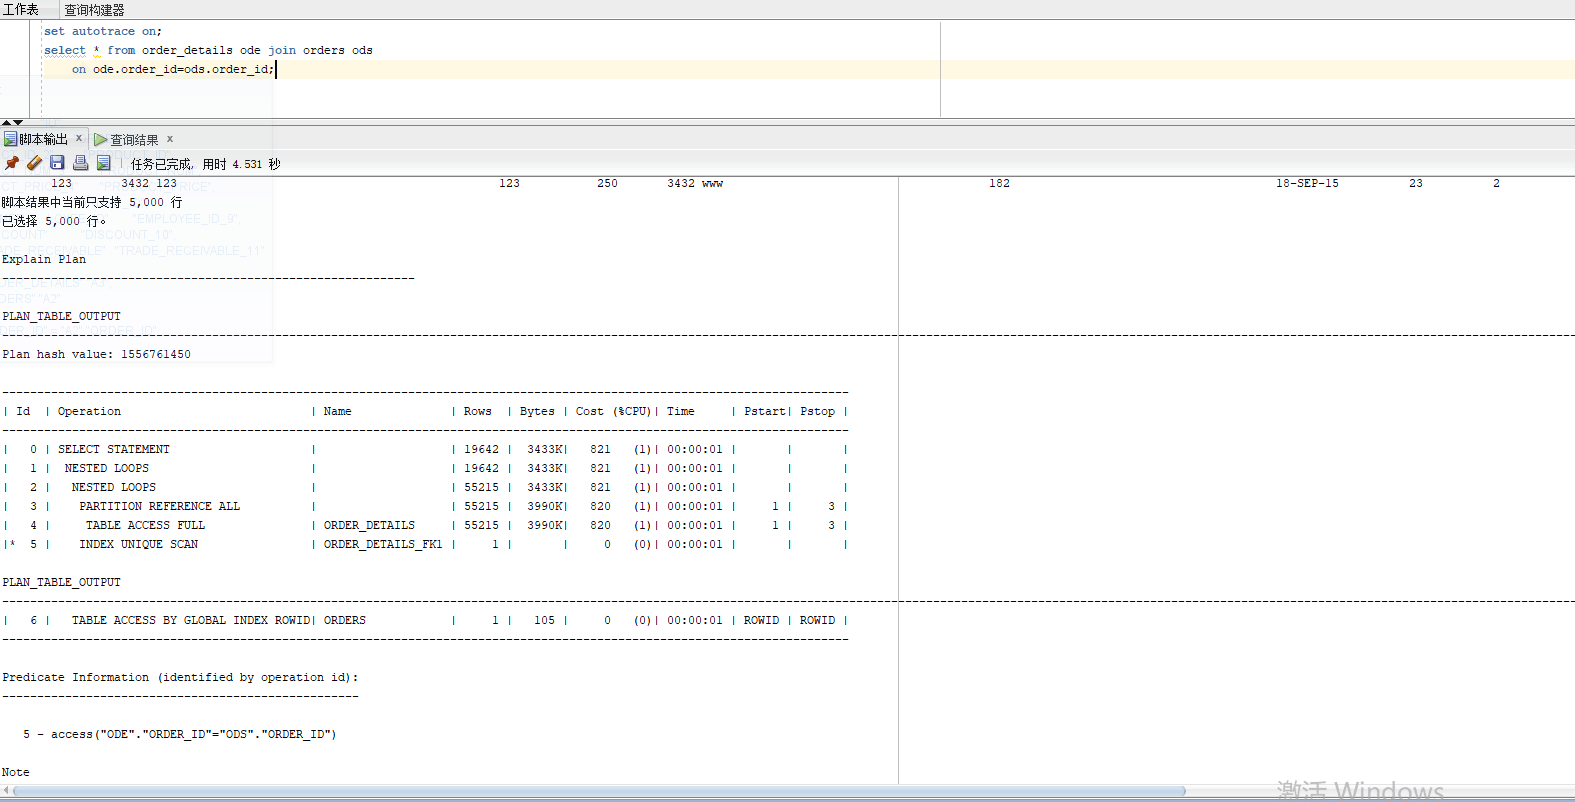 工作表 查询构建器
set autotrace on;
select * from order_details ode join orders ods
on ode.order_id=ods.order_id;
脚本输出 × 查询结果 ×
任务已完成, 用时 4.531 秒
123 3432 123 123 250 3432 www 182 18-SEP-15 23 2
脚本结果中当前只支持 5,000 行
已选择 5,000 行。
"EMPLOYEE_ID_9",
COUNT" "DISCOUNT_10",
ADE_RECEIVABLE" "TRADE_RECEIVABLE_11"
Explain Plan
-----------------------------------------------------------
DER_DETAILS" "A3",
DERS" "A2"
PLAN_TABLE_OUTPUT
Plan hash value: 1556761450
| Id | Operation | Name | Rows | Bytes | Cost (%CPU)| Time | Pstart| Pstop |
| 0 | SELECT STATEMENT | | 19642 | 3433K| 821 (1)| 00:00:01 | | |
| 1 | NESTED LOOPS | | 19642 | 3433K| 821 (1)| 00:00:01 | | |
| 2 | NESTED LOOPS | | 55215 | 3433K| 821 (1)| 00:00:01 | | |
| 3 | PARTITION REFERENCE ALL | | 55215 | 3990K| 820 (1)| 00:00:01 | 1 | 3 |
| 4 | TABLE ACCESS FULL | ORDER_DETAILS | 55215 | 3990K| 820 (1)| 00:00:01 | 1 | 3 |
|* 5 | INDEX UNIQUE SCAN | ORDER_DETAILS_FK1 | 1 | | 0 (0)| 00:00:01 | | |
PLAN_TABLE_OUTPUT
| 6 | TABLE ACCESS BY GLOBAL INDEX ROWID| ORDERS | 1 | 105 | 0 (0)| 00:00:01 | ROWID | ROWID |
Predicate Information (identified by operation id):
---------------------------------------------------
5 - access("ODE"."ORDER_ID"="ODS"."ORDER_ID")
Note
激活 Windows